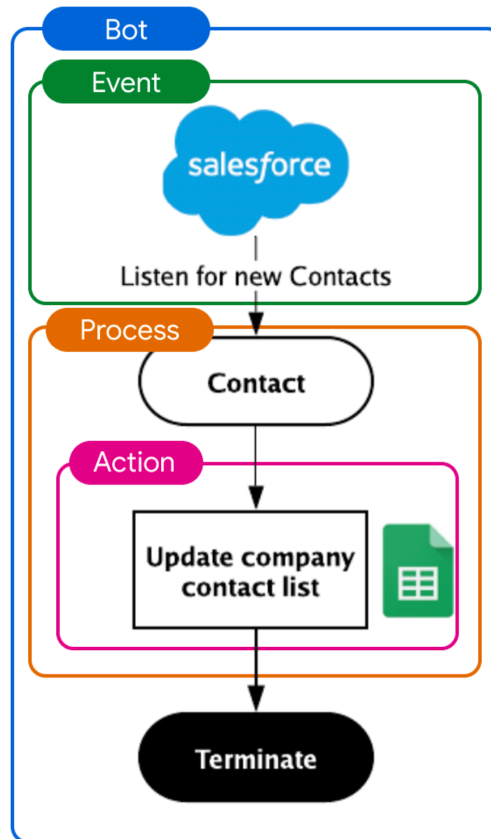 Bot
Event
salesforce
Listen for new Contacts
Process
Contact
Action
Update company
contact list
Terminate